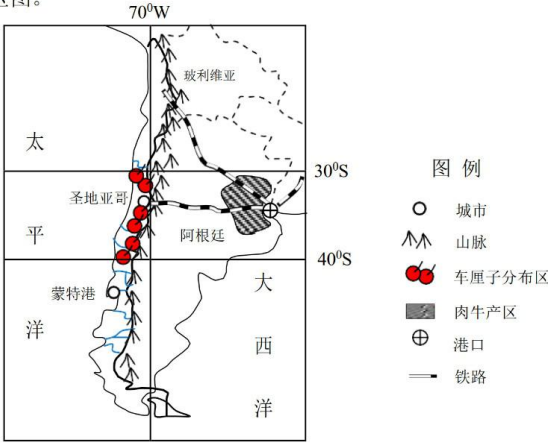 区图。
70⁰W
玻利维亚
太
30⁰S
圣地亚哥
平
阿根廷
40⁰S
蒙特港
大
洋
西
洋
图 例
城市
山脉
车厘子分布区
肉牛产区
港口
铁路